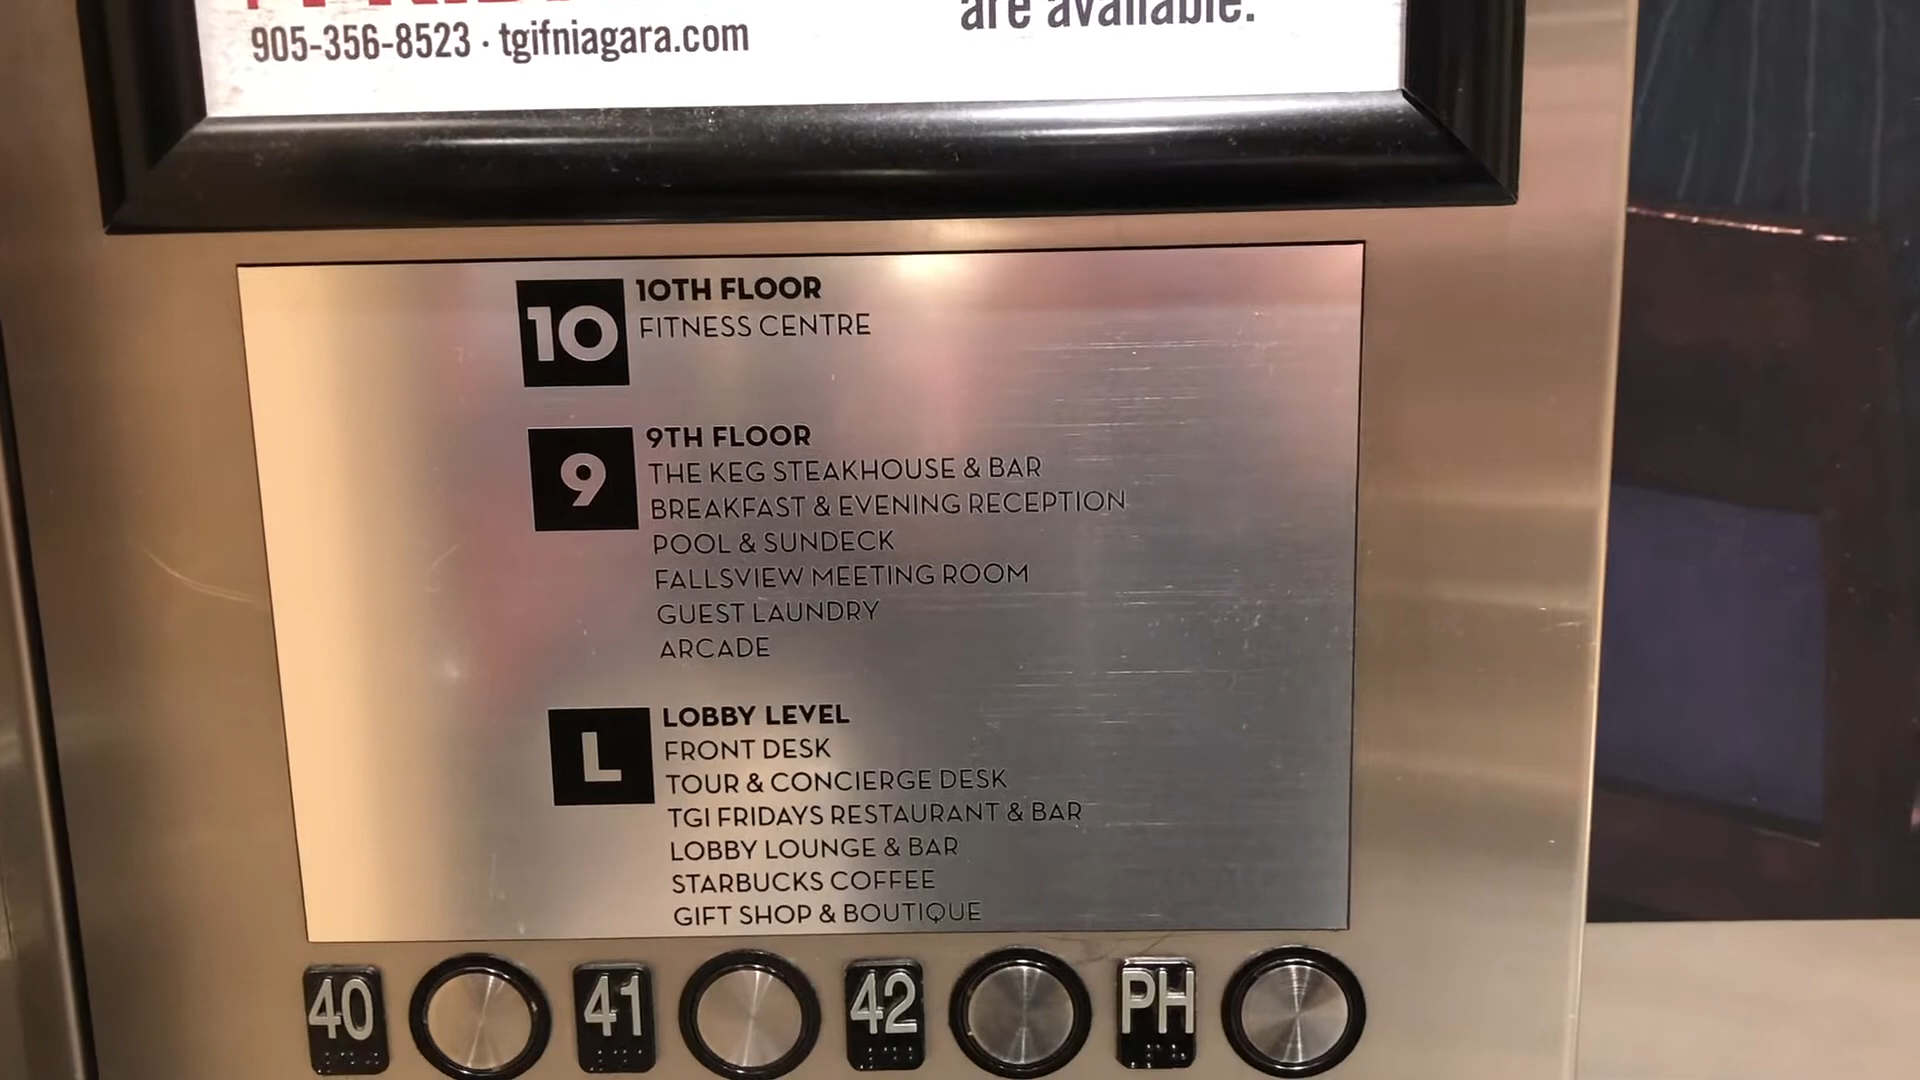 are available.
905-356-8523 · tgifniagara.com
10
10TH FLOOR
FITNESS CENTRE
9
9TH FLOOR
THE KEG STEAKHOUSE & BAR
BREAKFAST & EVENING RECEPTION
POOL & SUNDECK
FALLSVIEW MEETING ROOM
GUEST LAUNDRY
ARCADE
L
LOBBY LEVEL
FRONT DESK
TOUR & CONCIERGE DESK
TGI FRIDAYS RESTAURANT & BAR
LOBBY LOUNGE & BAR
STARBUCKS COFFEE
GIFT SHOP & BOUTIQUE
40 41 42 PH